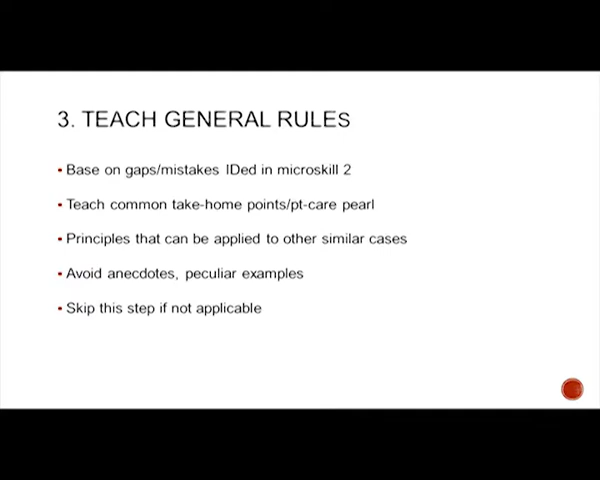 3. TEACH GENERAL RULES
▪ Base on gaps/mistakes IDed in microskill 2
▪ Teach common take-home points/pt-care pearl
▪ Principles that can be applied to other similar cases
▪ Avoid anecdotes, peculiar examples
▪ Skip this step if not applicable